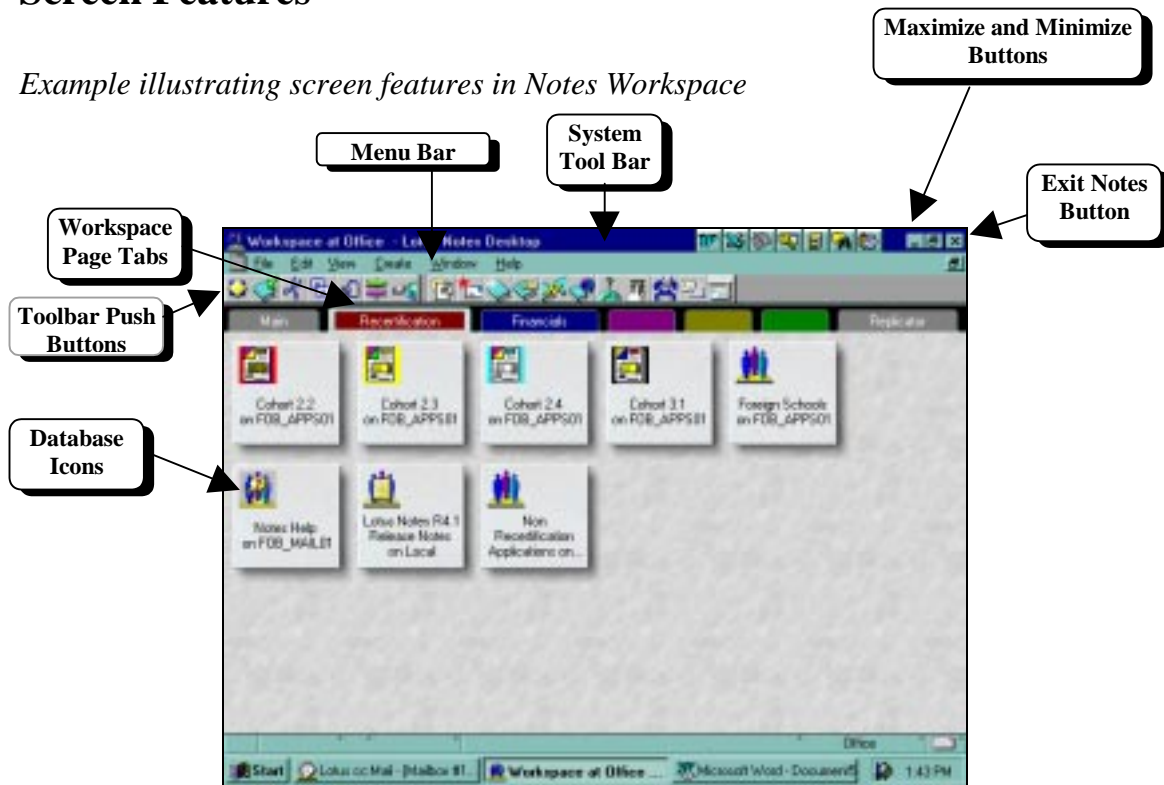 Screen Features
Example illustrating screen features in Notes Workspace
Maximize and Minimize
Buttons
Menu Bar
System
Tool Bar
Exit Notes
Button
Workspace
Page Tabs
Toolbar Push
Buttons
Database
Icons
Workspace at Office - Lotus Notes Desktop
File Edit View Create Window Help
Main Recertification Financials Replicator
Cohort 2.2
on FOB_APPS01
Cohort 2.3
on FOB_APPS01
Cohort 2.4
on FOB_APPS01
Cohort 3.1
on FOB_APPS01
Foreign Schools
on FOB_APPS01
Notes Help
on FOB_MAIL01
Lotus Notes R4.1
Release Notes
on Local
Non
Recertification
Applications on...
Office
Start Lotus cc:Mail - [Mailbox #1... Workspace at Office ... Microsoft Word - Document5 1:43 PM